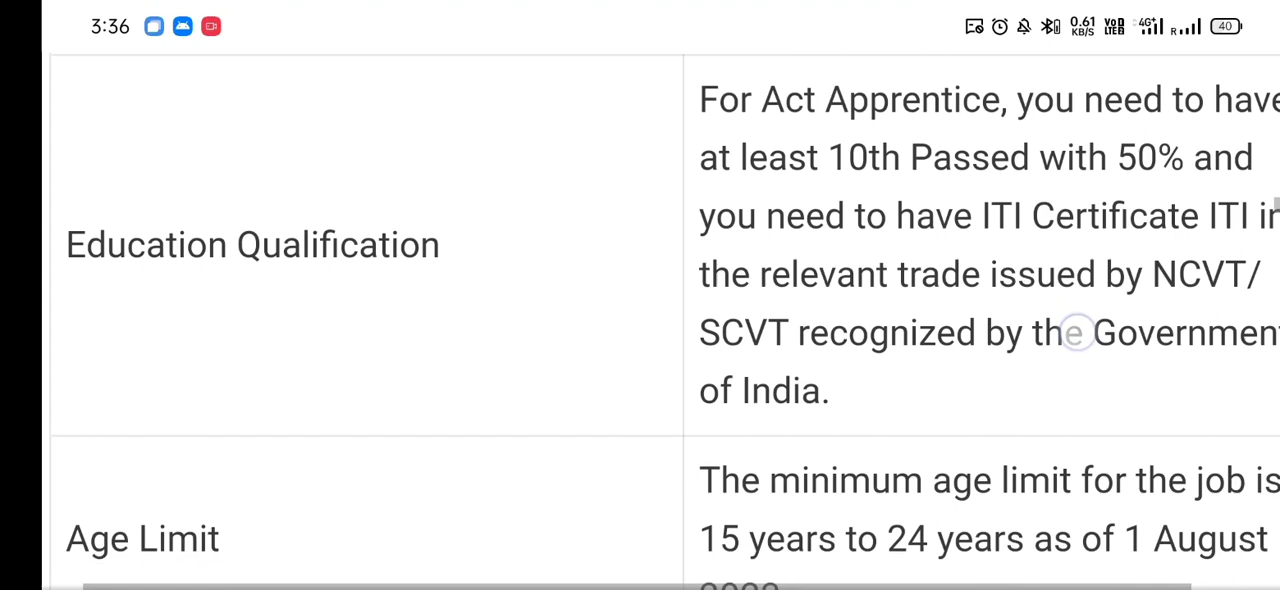 3:36
0.61
KB/S
VoD
LTE2
4G+
R
40
For Act Apprentice, you need to have
at least 10th Passed with 50% and
you need to have ITI Certificate ITI in
Education Qualification
the relevant trade issued by NCVT/
SCVT recognized by the Government
of India.
The minimum age limit for the job is
Age Limit
15 years to 24 years as of 1 August